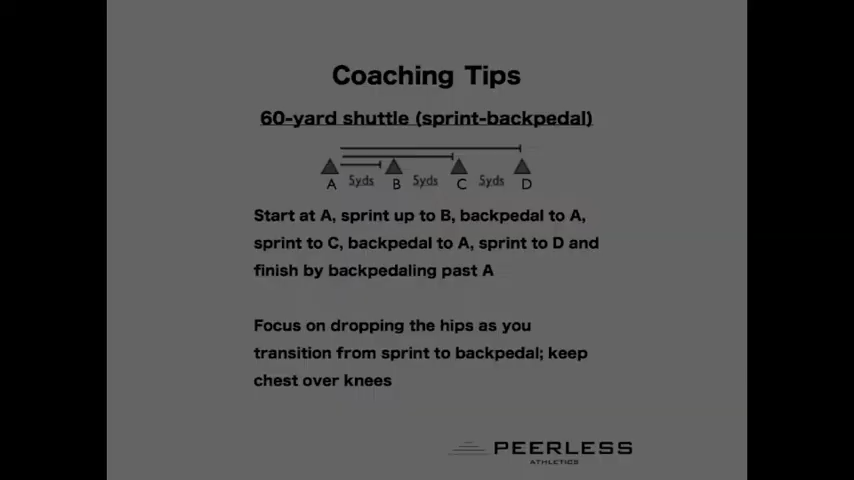 Coaching Tips
60-yard shuttle (sprint-backpedal)
5yds 5yds 5yds
A B C D
Start at A, sprint up to B, backpedal to A,
sprint to C, backpedal to A, sprint to D and
finish by backpedaling past A
Focus on dropping the hips as you
transition from sprint to backpedal; keep
chest over knees
PEERLESS
ATHLETICS